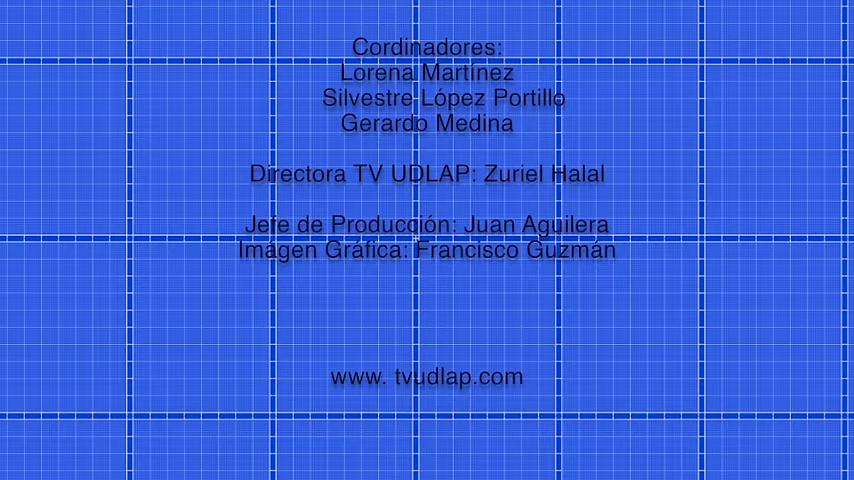 Cordinadores:
Lorena Martínez
Silvestre López Portillo
Gerardo Medina
Directora TV UDLAP: Zuriel Halal
Jefe de Producción: Juan Aguilera
Imágen Gráfica: Francisco Guzmán
www. tvudlap.com